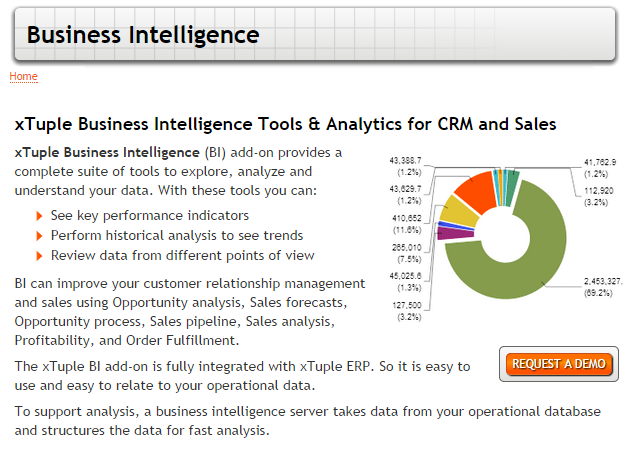 Business Intelligence
Home
xTuple Business Intelligence Tools & Analytics for CRM and Sales
xTuple Business Intelligence (BI) add-on provides a
complete suite of tools to explore, analyze and
understand your data. With these tools you can:
See key performance indicators
Perform historical analysis to see trends
Review data from different points of view
BI can improve your customer relationship management
and sales using Opportunity analysis, Sales forecasts,
Opportunity process, Sales pipeline, Sales analysis,
Profitability, and Order Fulfillment.
The xTuple BI add-on is fully integrated with xTuple ERP. So it is easy to
use and easy to relate to your operational data.
To support analysis, a business intelligence server takes data from your operational database
and structures the data for fast analysis.
43,388.7
(1.2%)
43,629.7
(1.2%)
410,652
(11.6%)
265,010
(7.5%)
45,025.6
(1.3%)
127,500
(3.2%)
41,762.9
(1.2%)
112,920
(3.2%)
2,453,327.
(69.2%)
REQUEST A DEMO